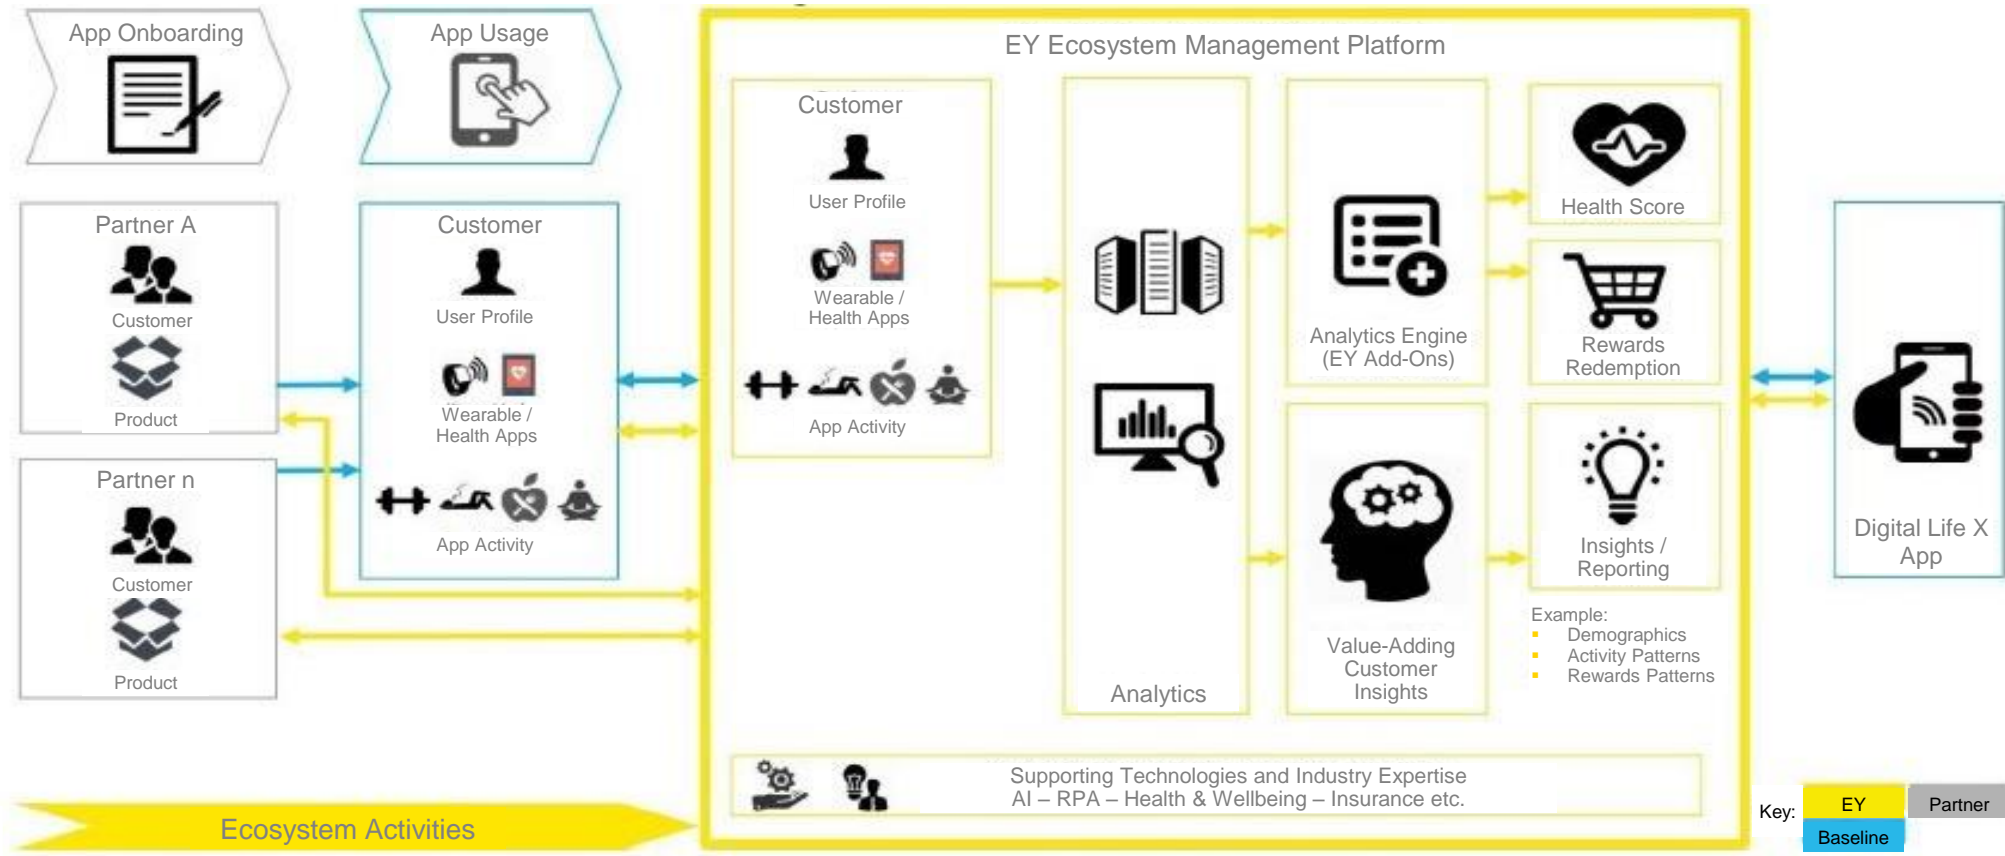 App Onboarding
App Usage
EY Ecosystem Management Platform
Partner A
Customer
Product
Partner n
Customer
Product
Customer
User Profile
Wearable /
Health Apps
App Activity
Customer
User Profile
Wearable /
Health Apps
App Activity
Analytics
Analytics Engine
(EY Add-Ons)
Value-Adding
Customer
Insights
Health Score
Rewards
Redemption
Insights /
Reporting
Example:
▪ Demographics
▪ Activity Patterns
▪ Rewards Patterns
Digital Life X
App
Supporting Technologies and Industry Expertise
AI – RPA – Health & Wellbeing – Insurance etc.
Ecosystem Activities
Key:
EY
Partner
Baseline